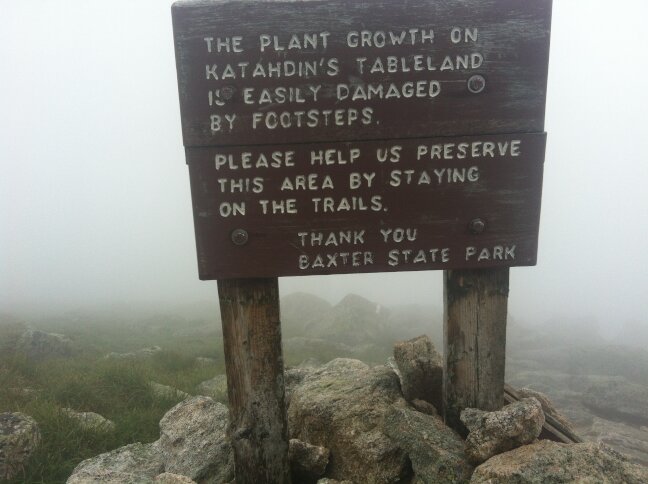 THE PLANT GROWTH ON
KATAHDIN'S TABLELAND
IS EASILY DAMAGED
BY FOOTSTEPS.
PLEASE HELP US PRESERVE
THIS AREA BY STAYING
ON THE TRAILS.
THANK YOU
BAXTER STATE PARK